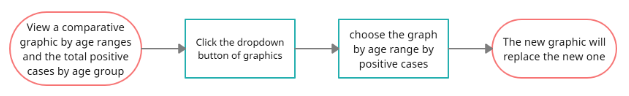 View a comparative
graphic by age ranges
and the total positive
cases by age group
Click the dropdown
button of graphics
choose the graph
by age range by
positive cases
The new graphic will
replace the new one